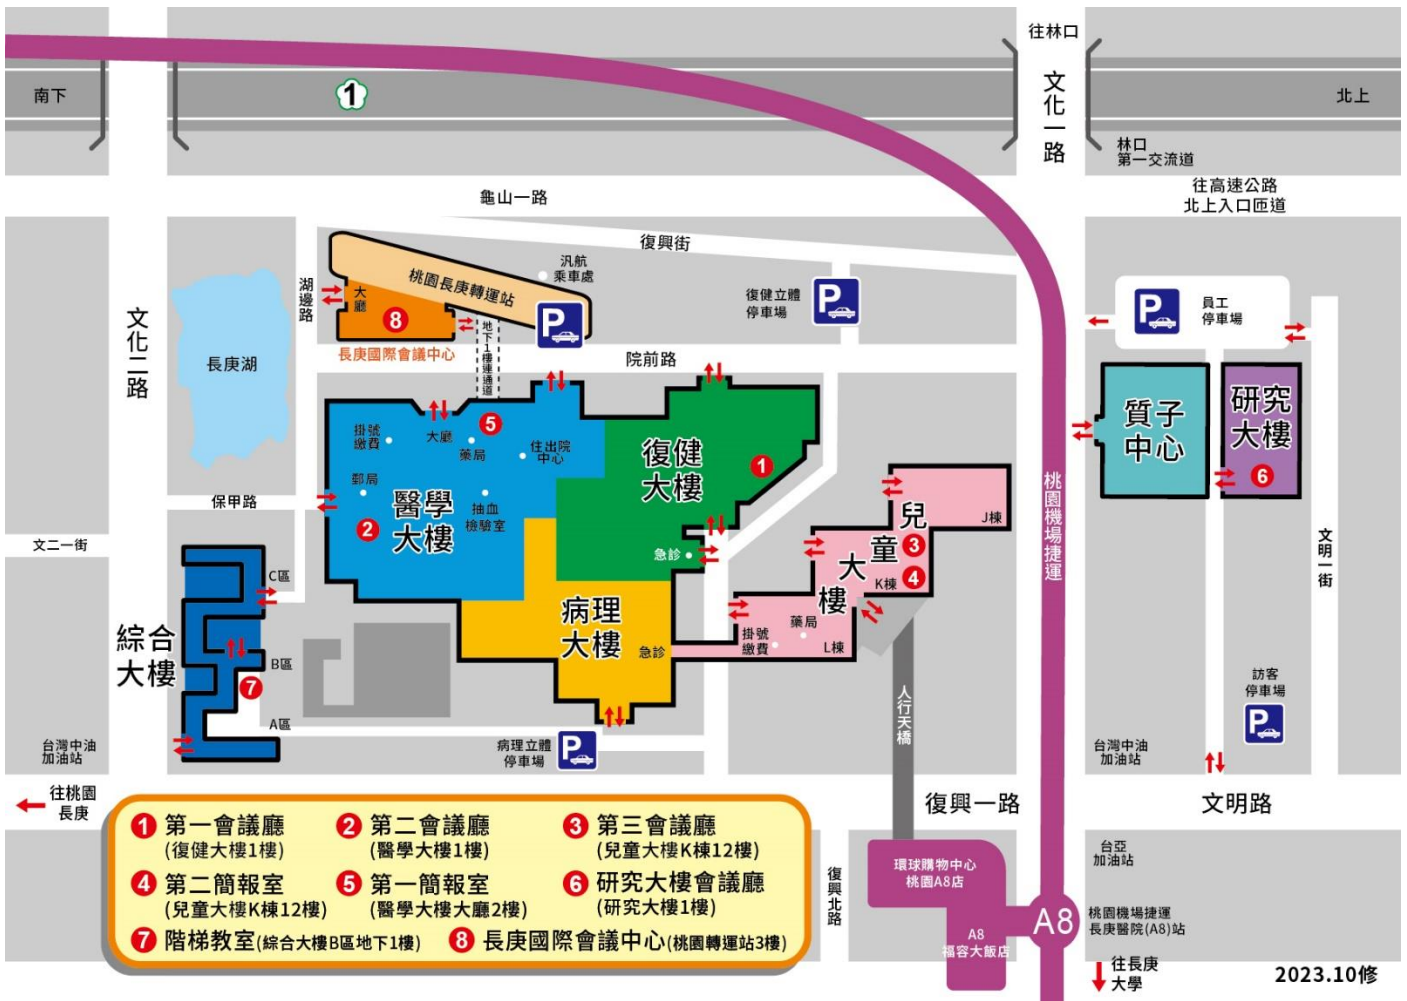 往林口
文化一路
南下
1
北上
林口
第一交流道
往高速公路
北上入口匝道
龜山一路
復興街
汎航
乘車處
桃園長庚轉運站
湖邊路
大廳
8
長庚國際會議中心
地下1樓連通道
P
復健立體
停車場
P
P
員工
停車場
文化二路
長庚湖
院前路
掛號
繳費
大廳
5
藥局
住出院
中心
郵局
醫學
大樓
2
抽血
檢驗室
復健
大樓
1
急診
質子
中心
研究
大樓
6
桃園機場捷運
兒童大樓
J棟
3
K棟
4
保甲路
文二一街
文明一街
C區
綜合
大樓
B區
7
A區
病理
大樓
急診
掛號
繳費
藥局
L棟
人行天橋
訪客
停車場
P
病理立體
停車場
P
台灣中油
加油站
台灣中油
加油站
往桃園
長庚
復興一路
文明路
1 第一會議廳
(復健大樓1樓)
2 第二會議廳
(醫學大樓1樓)
3 第三會議廳
(兒童大樓K棟12樓)
4 第二簡報室
(兒童大樓K棟12樓)
5 第一簡報室
(醫學大樓大廳2樓)
6 研究大樓會議廳
(研究大樓1樓)
7 階梯教室(綜合大樓B區地下1樓)
8 長庚國際會議中心(桃園轉運站3樓)
復興北路
環球購物中心
桃園A8店
A8
福容大飯店
A8
台亞
加油站
桃園機場捷運
長庚醫院(A8)站
往長庚
大學
2023.10修